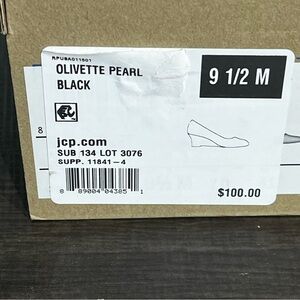 RPUSA011501
OLIVETTE PEARL
BLACK
9 1/2 M
8
jcp.com
SUB 134 LOT 3076
SUPP. 11841-4
M
8 89004 04385 1
$100.00